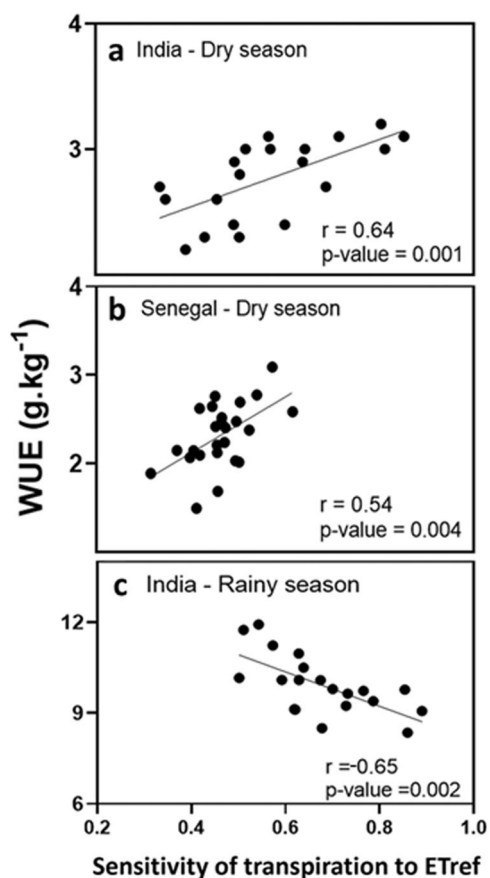 4
a India - Dry season
3
r = 0.64
p-value = 0.001
4
b Senegal - Dry season
3
2
r = 0.54
p-value = 0.004
WUE (g.kg-1)
c India - Rainy season
12
9
6
r =-0.65
p-value =0.002
0.2 0.4 0.6 0.8 1.0
Sensitivity of transpiration to ETref